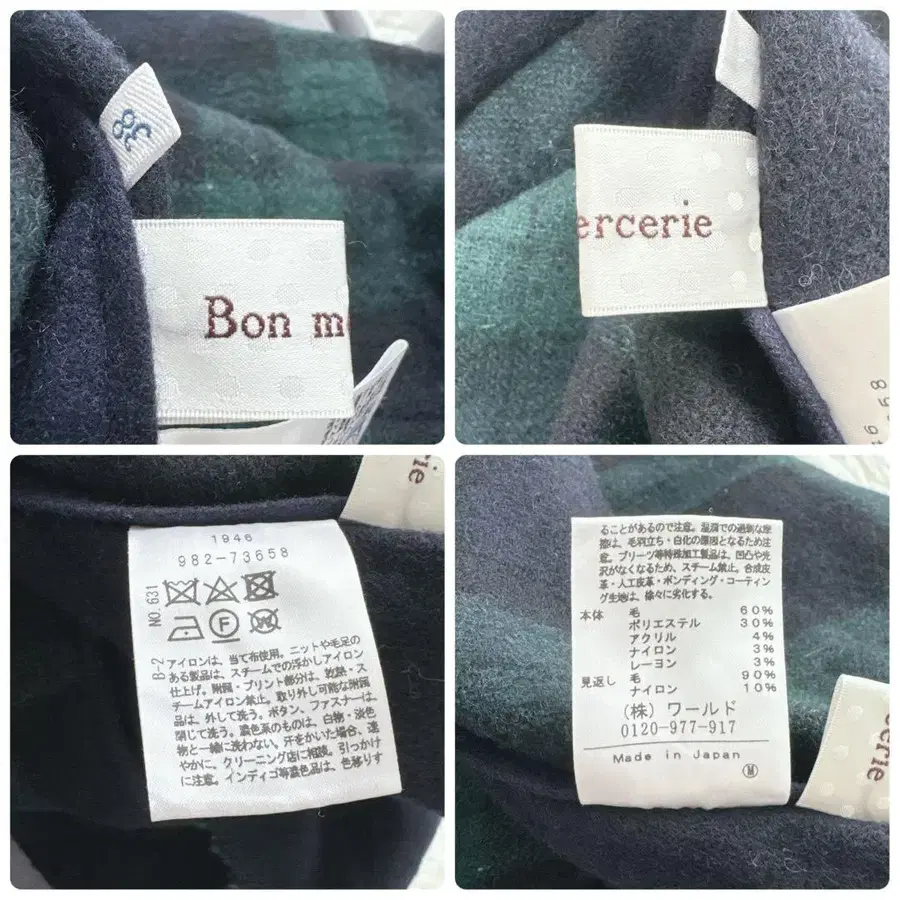 38
Bon m
ercerie
erie
1946
982-73658
NO.631
F
W
B-2
アイロンは、当て布使用。ニットや毛足の
ある製品は、スチームでの浮かしアイロン
仕上げ。附属・プリント部分は、乾熱・ス
チームアイロン禁止。取り外し可能な附属
品は、外して洗う。ボタン、ファスナーは
閉じて洗う。濃色系のものは、白物・淡色
物と一緒に洗わない。汗をかいた場合、速
やかに、クリーニング店に相談。引っかけ
に注意。インディゴ等濃色品は、色移りす
ることがあるので注意。湿潤での過剰な摩
擦は、毛羽立ち・白化の原因となるため注
意。プリーツ等特殊加工製品は、凹凸や光
沢がなくなるため、スチーム禁止。合成皮
革・人工皮革・ボンディング・コーティン
グ生地は、徐々に劣化する。
本体 毛 60%
ポリエステル 30%
アクリル 4%
ナイロン 3%
レーヨン 3%
見返し 毛 90%
ナイロン 10%
(株) ワールド
0120-977-917
Made in Japan
M
erie